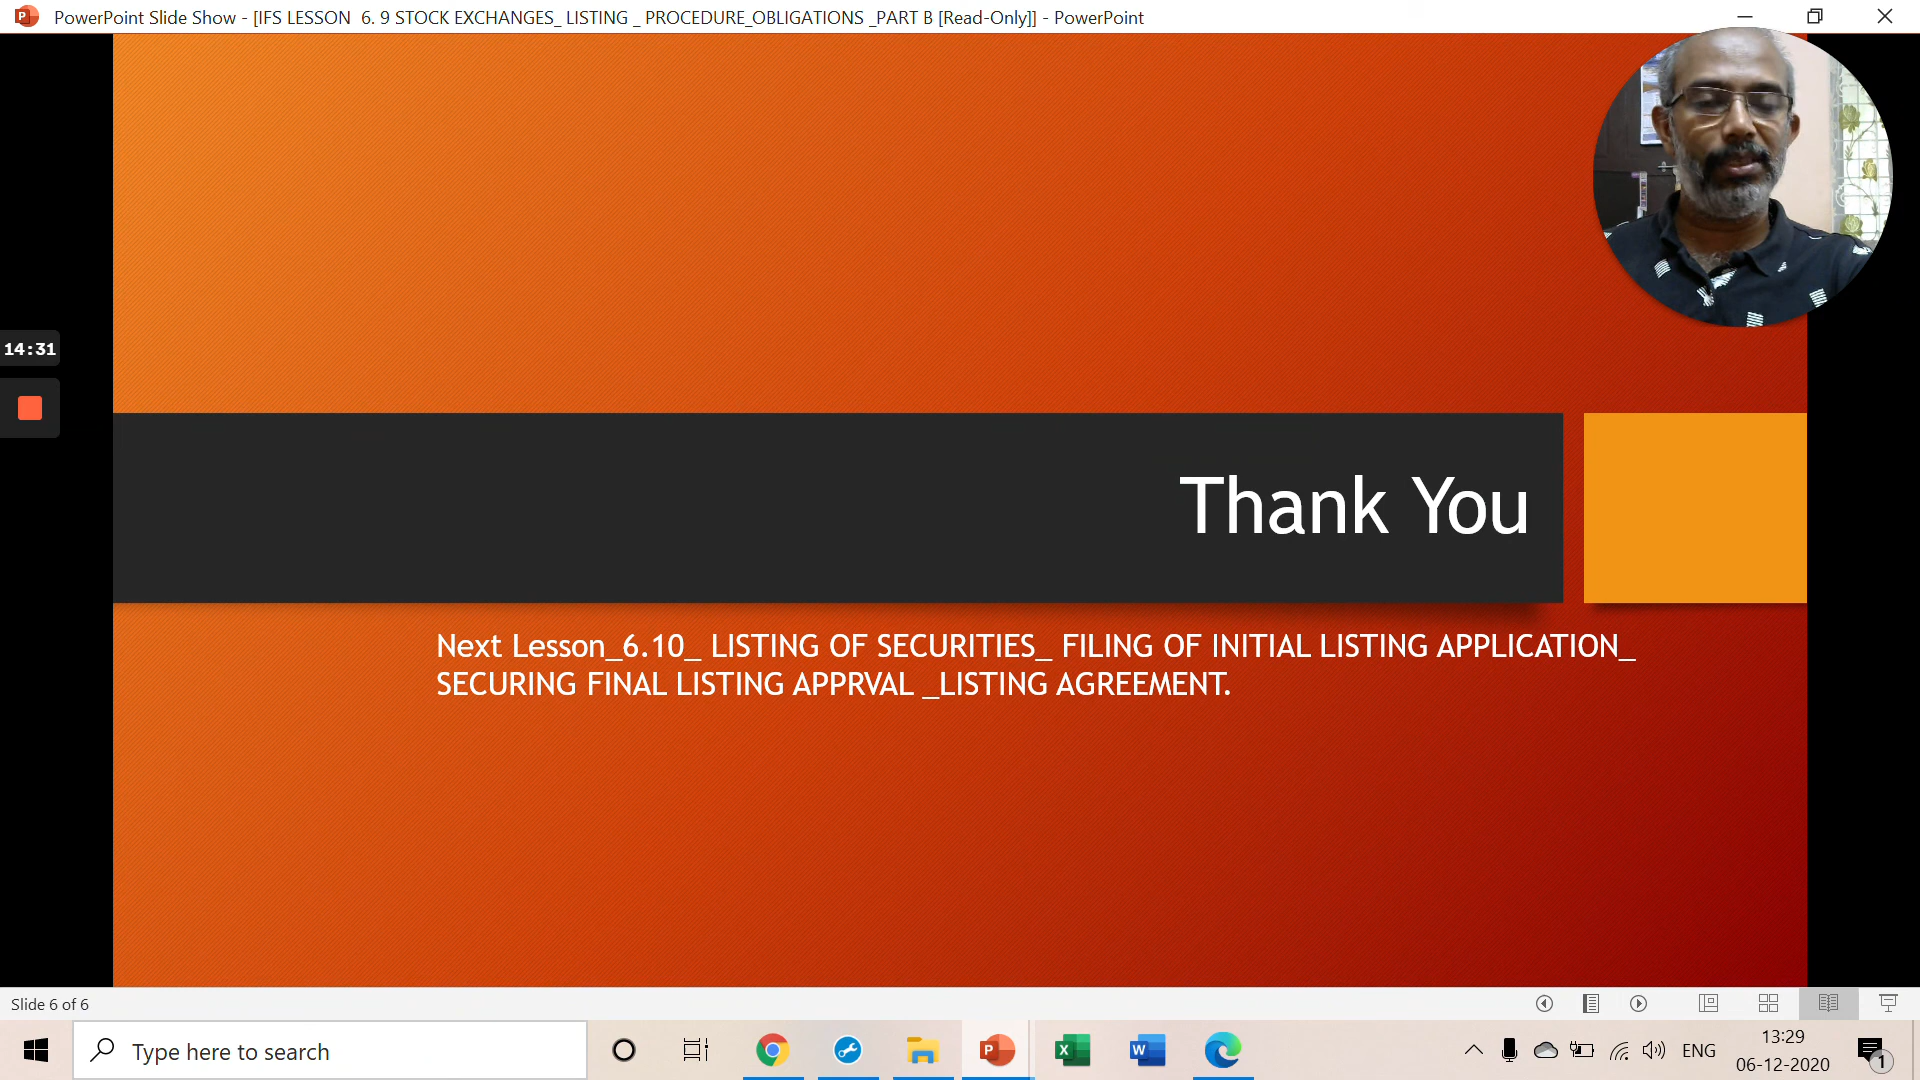 PowerPoint Slide Show - [IFS LESSON  6. 9 STOCK EXCHANGES_ LISTING _ PROCEDURE_OBLIGATIONS _PART B [Read-Only]] - PowerPoint
14:31
Thank You
Next Lesson_6.10_ LISTING OF SECURITIES_ FILING OF INITIAL LISTING APPLICATION_
SECURING FINAL LISTING APPRVAL _LISTING AGREEMENT.
Slide 6 of 6
Type here to search
ENG
13:29
06-12-2020
1